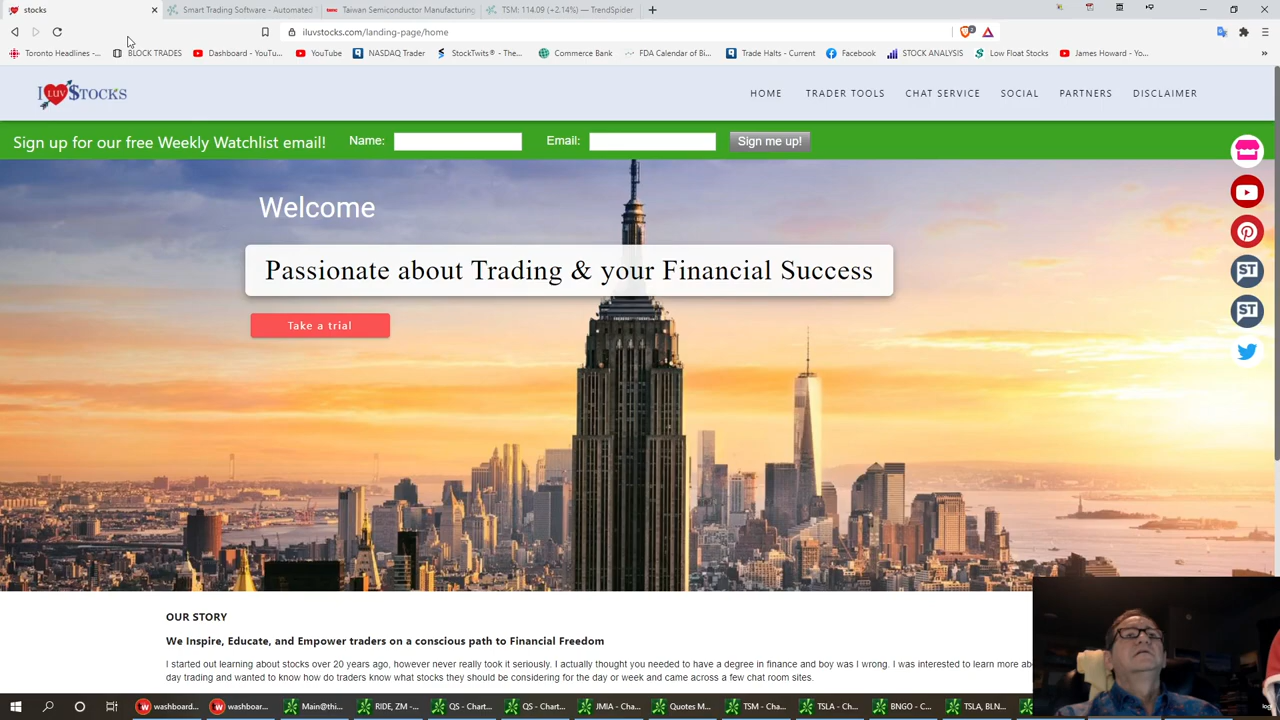 stocks
Smart Trading Software - Automated
Taiwan Semiconductor Manufacturing
TSM: 114.09 (+2.14%) — TrendSpider
iluvstocks.com/landing-page/home
Toronto Headlines -...
BLOCK TRADES
Dashboard - YouTu...
YouTube
NASDAQ Trader
StockTwits® - The...
Commerce Bank
FDA Calendar of Bi...
Trade Halts - Current
Facebook
STOCK ANALYSIS
Low Float Stocks
James Howard - Yo...
I LUV $TOCKS
HOME
TRADER TOOLS
CHAT SERVICE
SOCIAL
PARTNERS
DISCLAIMER
Sign up for our free Weekly Watchlist email!
Name:
Email:
Sign me up!
Welcome
Passionate about Trading & your Financial Success
Take a trial
ST
ST
OUR STORY
We Inspire, Educate, and Empower traders on a conscious path to Financial Freedom
I started out learning about stocks over 20 years ago, however never really took it seriously. I actually thought you needed to have a degree in finance and boy was I wrong. I was interested to learn more abo
day trading and wanted to know how do traders know what stocks they should be considering for the day or week and came across a few chat room sites.
washboard...
washboar...
Main@thi...
RIDE, ZM -...
QS - Chart...
QS - Chart...
JMIA - Cha...
Quotes M...
TSM - Cha...
TSLA - Ch...
BNGO - C...
TSLA, BLN...